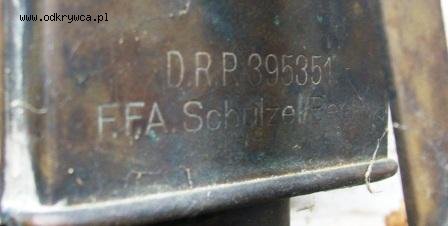 www.odkrywca.pl
D.R.P. 395351
F.F.A. Schulze